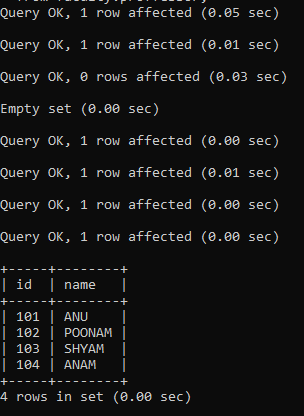 Query OK, 1 row affected (0.05 sec)
Query OK, 1 row affected (0.01 sec)
Query OK, 0 rows affected (0.03 sec)
Empty set (0.00 sec)
Query OK, 1 row affected (0.00 sec)
Query OK, 1 row affected (0.01 sec)
Query OK, 1 row affected (0.00 sec)
Query OK, 1 row affected (0.00 sec)
+-----+--------+
| id  | name   |
+-----+--------+
| 101 | ANU    |
| 102 | POONAM |
| 103 | SHYAM  |
| 104 | ANAM   |
+-----+--------+
4 rows in set (0.00 sec)